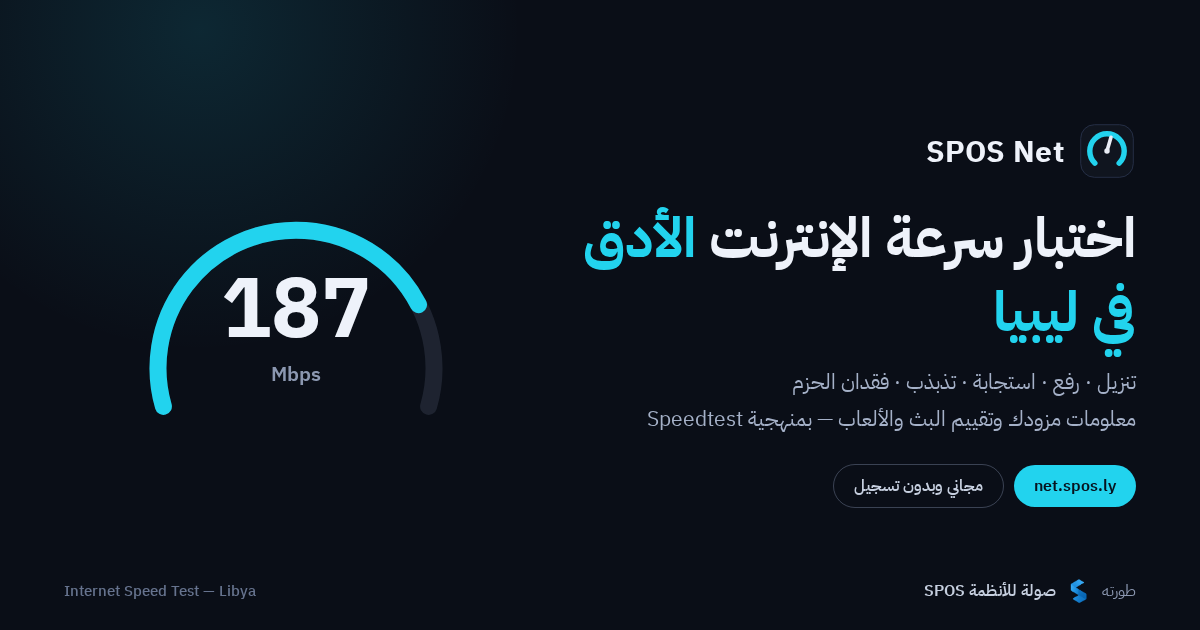 SPOS Net
اختبار سرعة الإنترنت الأدق
في ليبيا
تنزيل · رفع · استجابة · تذبذب · فقدان الحزم
معلومات مزودك وتقييم البث والألعاب — بمنهجية Speedtest
net.spos.ly
مجاني وبدون تسجيل
187
Mbps
طورته صولة للأنظمة SPOS
Internet Speed Test — Libya